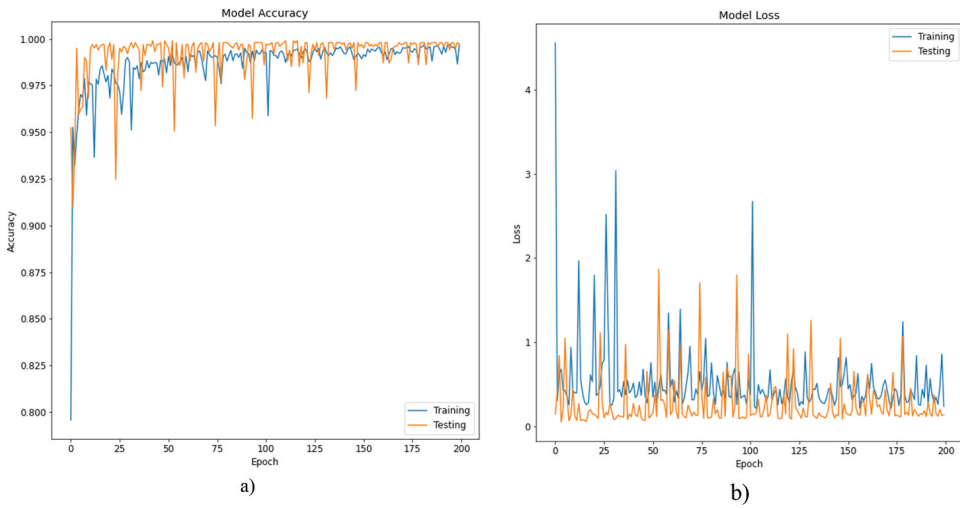 Model Accuracy
1.000
0.975
0.950
0.925
0.900
0.875
0.850
0.825
0.800
Accuracy
0 25 50 75 100 125 150 175 200
Epoch
Training
Testing
a)
Model Loss
4
3
2
1
0
Loss
0 25 50 75 100 125 150 175 200
Epoch
Training
Testing
b)